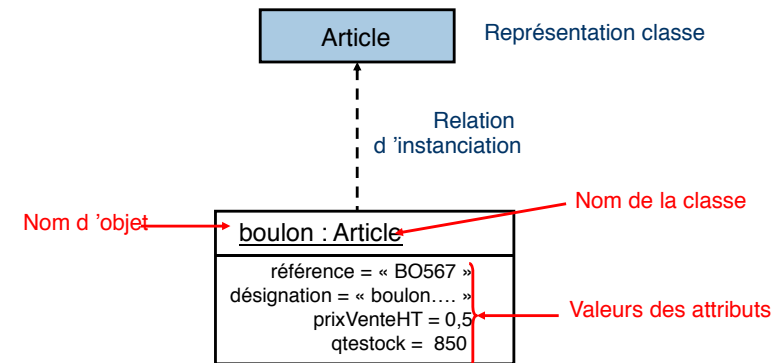 Article
Représentation classe
Relation
d 'instanciation
Nom de la classe
Nom d 'objet
boulon : Article
référence = « BO567 »
désignation = « boulon.... »
prixVenteHT = 0,5
qtestock = 850
Valeurs des attributs